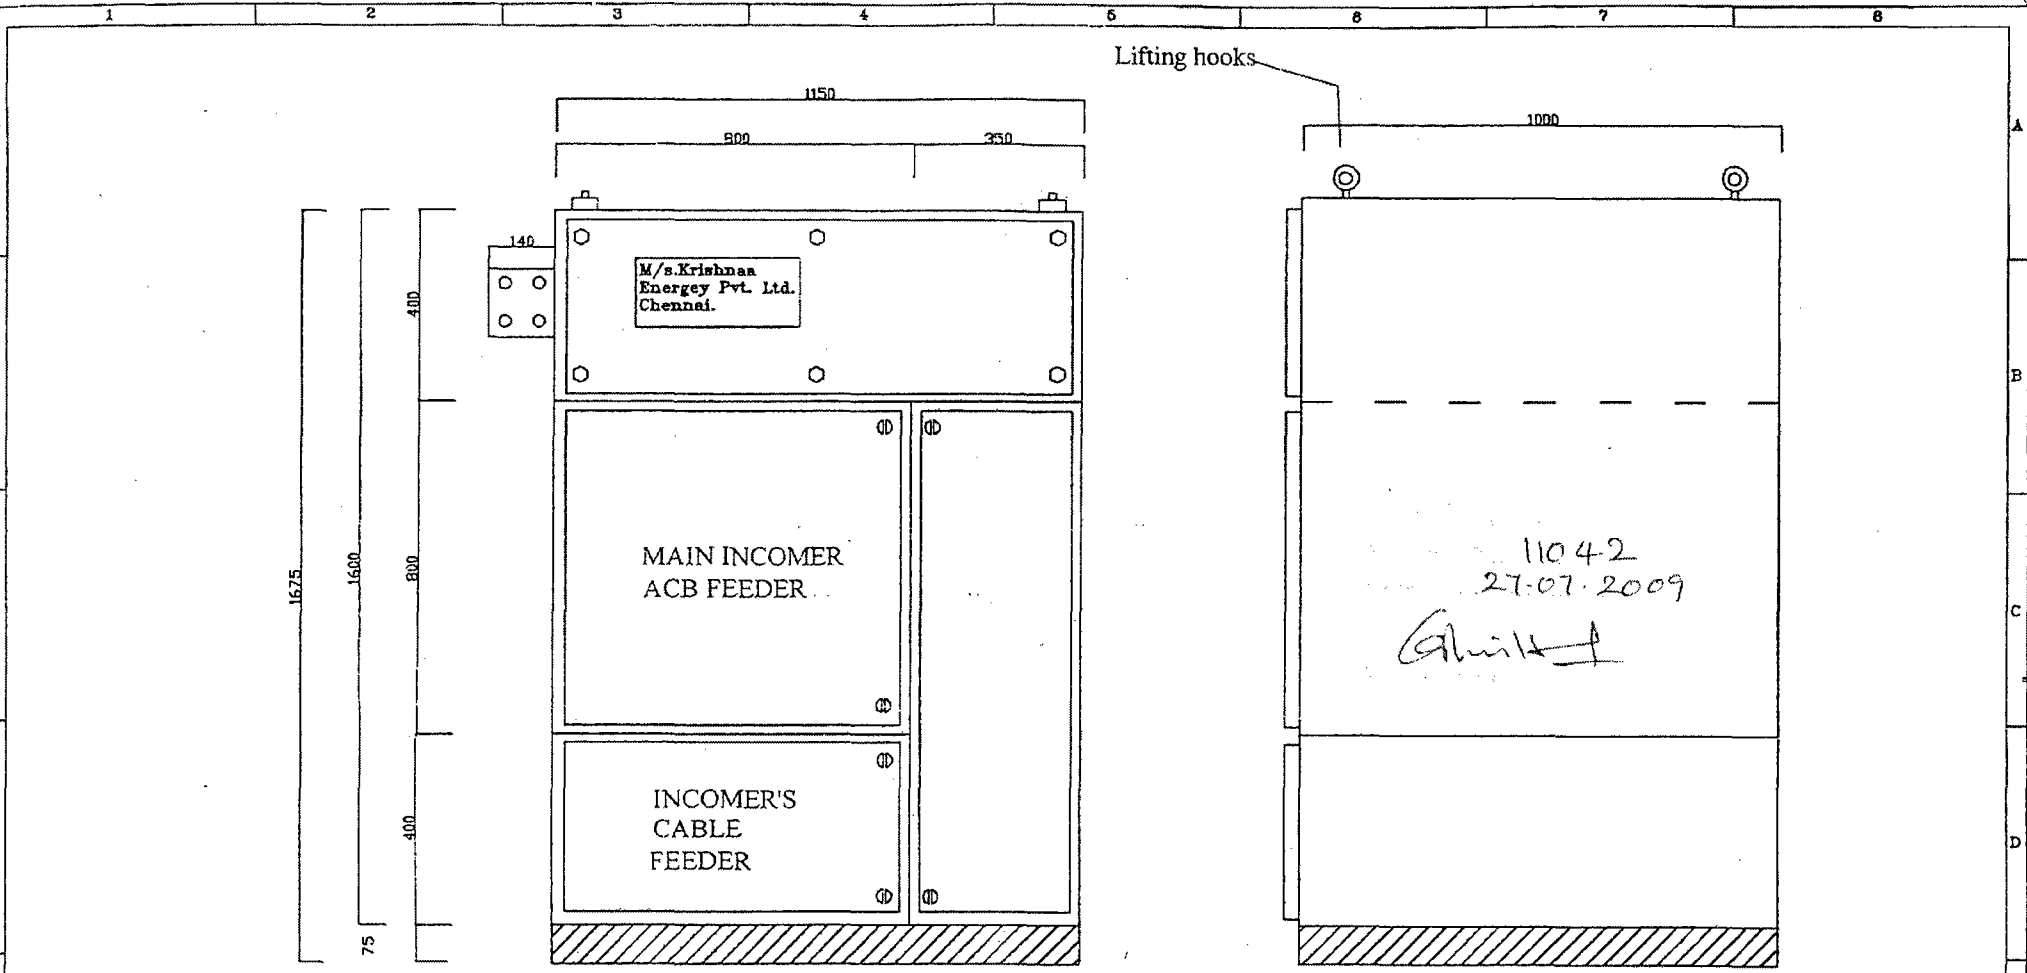 1 2 3 4 5 6 7 8
Lifting hooks
1150
800 350
1000
A
140
M/s.Krishnaa
Energey Pvt. Ltd.
Chennai.
400
B
MAIN INCOMER
ACB FEEDER
1675
1600
800
11042
27.07.2009
C
INCOMER'S
CABLE
FEEDER
400
D
75